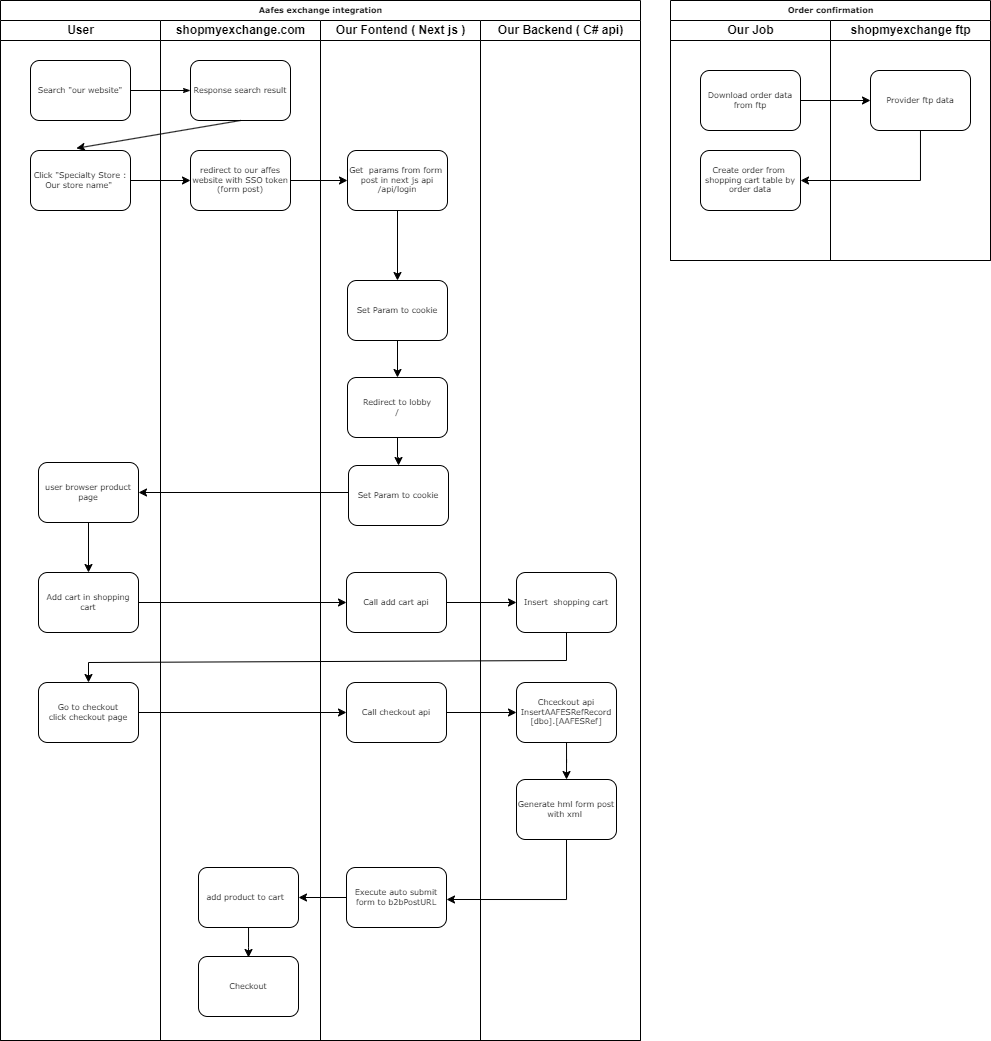 Aafes exchange integration
User
shopmyexchange.com
Our Fontend ( Next js )
Our Backend ( C# api)
Search "our website"
Response search result
Click "Specialty Store :
Our store name"
redirect to our affes
website with SSO token
(form post)
Get  params from form
post in next js api
/api/login
Set Param to cookie
Redirect to lobby
/
Set Param to cookie
user browser product
page
Add cart in shopping
cart
Call add cart api
Insert  shopping cart
Go to checkout
click checkout page
Call checkout api
Chceckout api
InsertAAFESRefRecord
[dbo].[AAFESRef]
Generate hml form post
with xml
Execute auto submit
form to b2bPostURL
add product to cart
Checkout
Order confirmation
Our Job
shopmyexchange ftp
Download order data
from ftp
Provider ftp data
Create order from
shopping cart table by
order data